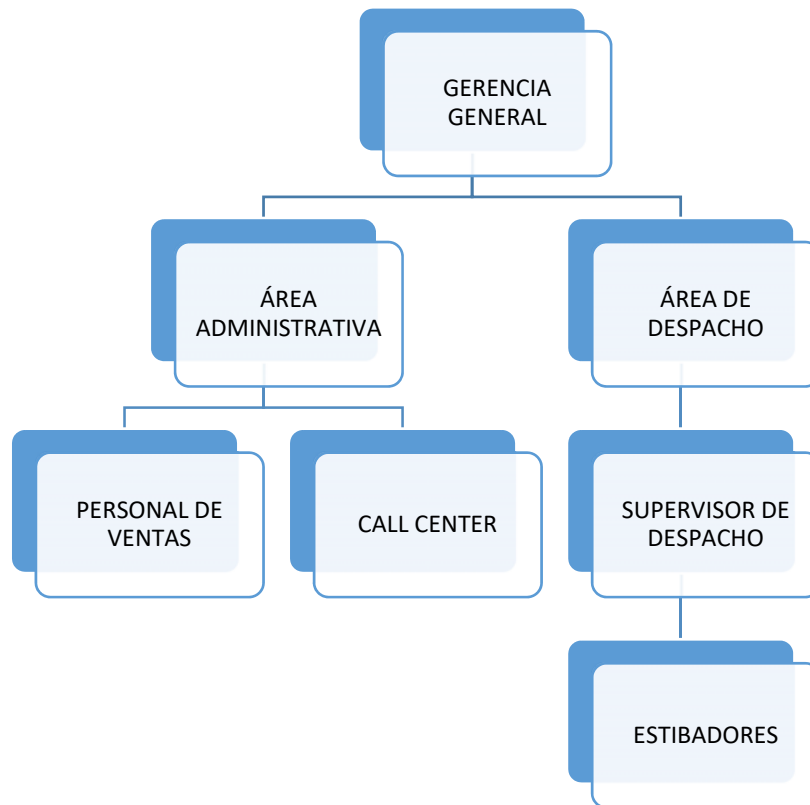 GERENCIA
GENERAL
ÁREA
ADMINISTRATIVA
ÁREA DE
DESPACHO
PERSONAL DE
VENTAS
CALL CENTER
SUPERVISOR DE
DESPACHO
ESTIBADORES